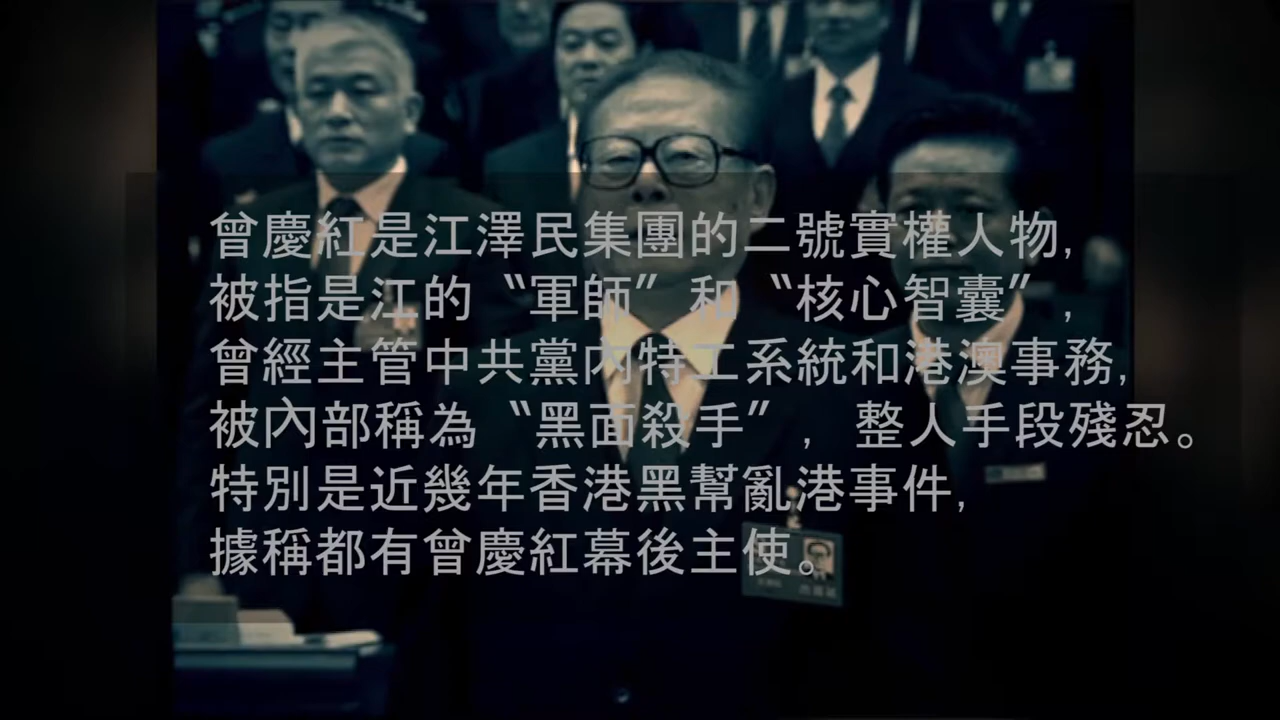 曾慶紅是江澤民集團的二號實權人物,
被指是江的〝軍師〞和〝核心智囊〞,
曾經主管中共黨內特工系統和港澳事務,
被內部稱為〝黑面殺手〞, 整人手段殘忍。
特別是近幾年香港黑幫亂港事件,
據稱都有曾慶紅幕後主使。